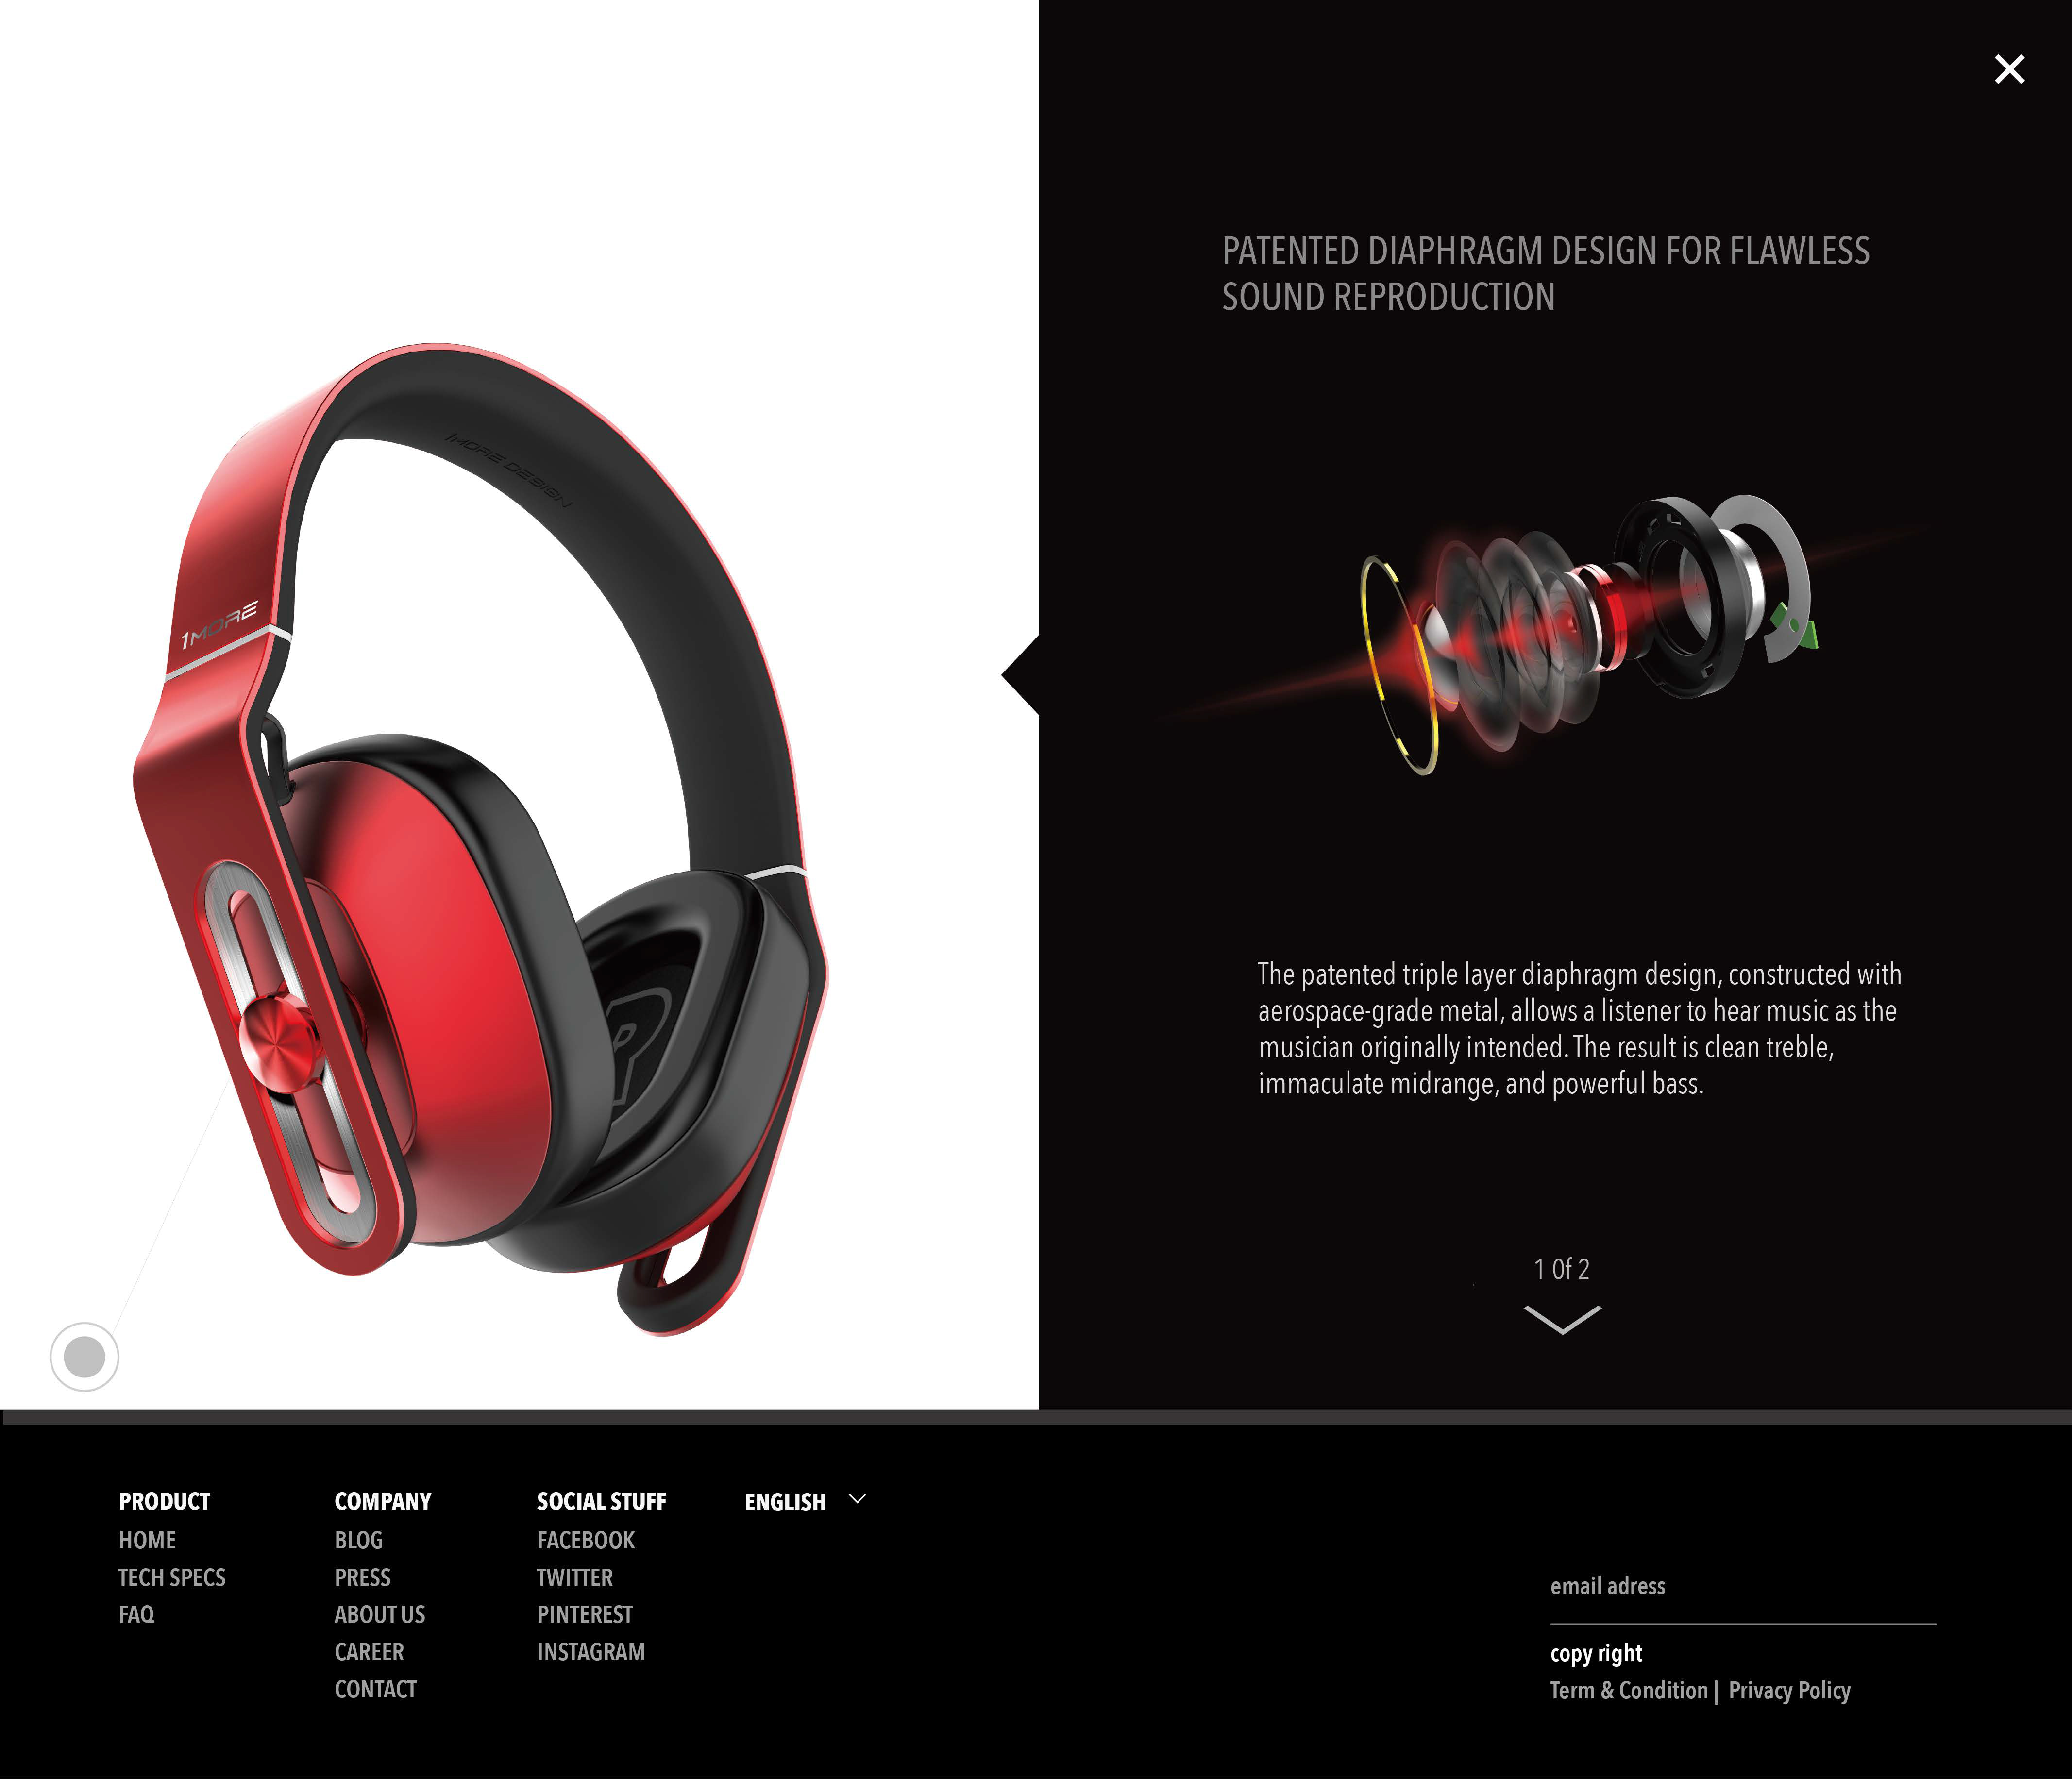 1MORE DESIGN
1MORE
PATENTED DIAPHRAGM DESIGN FOR FLAWLESS
SOUND REPRODUCTION
The patented triple layer diaphragm design, constructed with
aerospace-grade metal, allows a listener to hear music as the
musician originally intended. The result is clean treble,
immaculate midrange, and powerful bass.
1 Of 2
PRODUCT
HOME
TECH SPECS
FAQ
COMPANY
BLOG
PRESS
ABOUT US
CAREER
CONTACT
SOCIAL STUFF
FACEBOOK
TWITTER
PINTEREST
INSTAGRAM
ENGLISH
email adress
copy right
Term & Condition | Privacy Policy